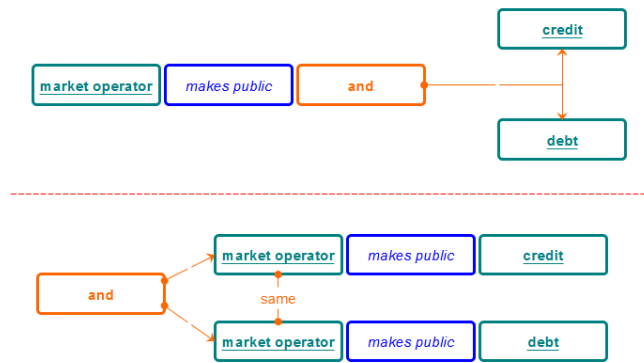 credit
market operator makes public and
debt
market operator makes public credit
and
same
market operator makes public debt